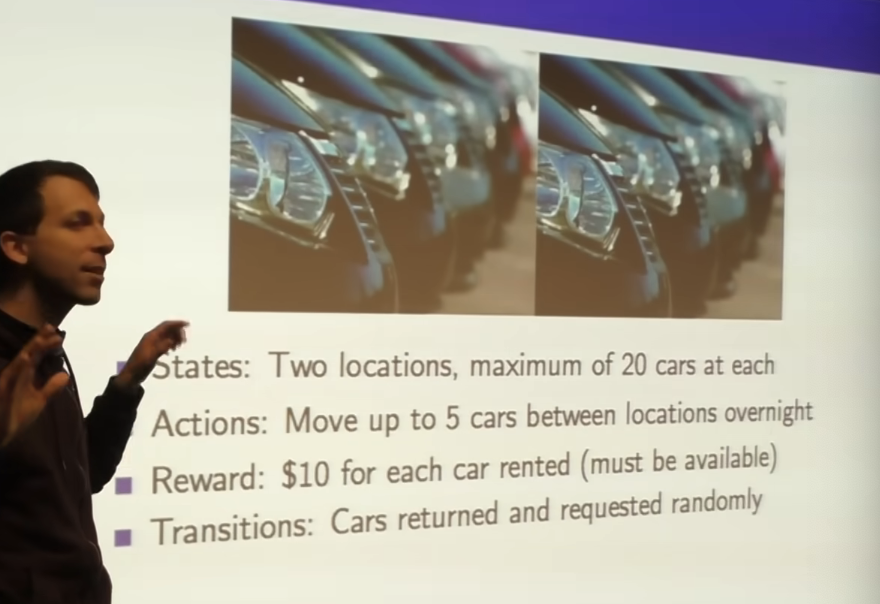 States: Two locations, maximum of 20 cars at each
Actions: Move up to 5 cars between locations overnight
Reward: $10 for each car rented (must be available)
Transitions: Cars returned and requested randomly